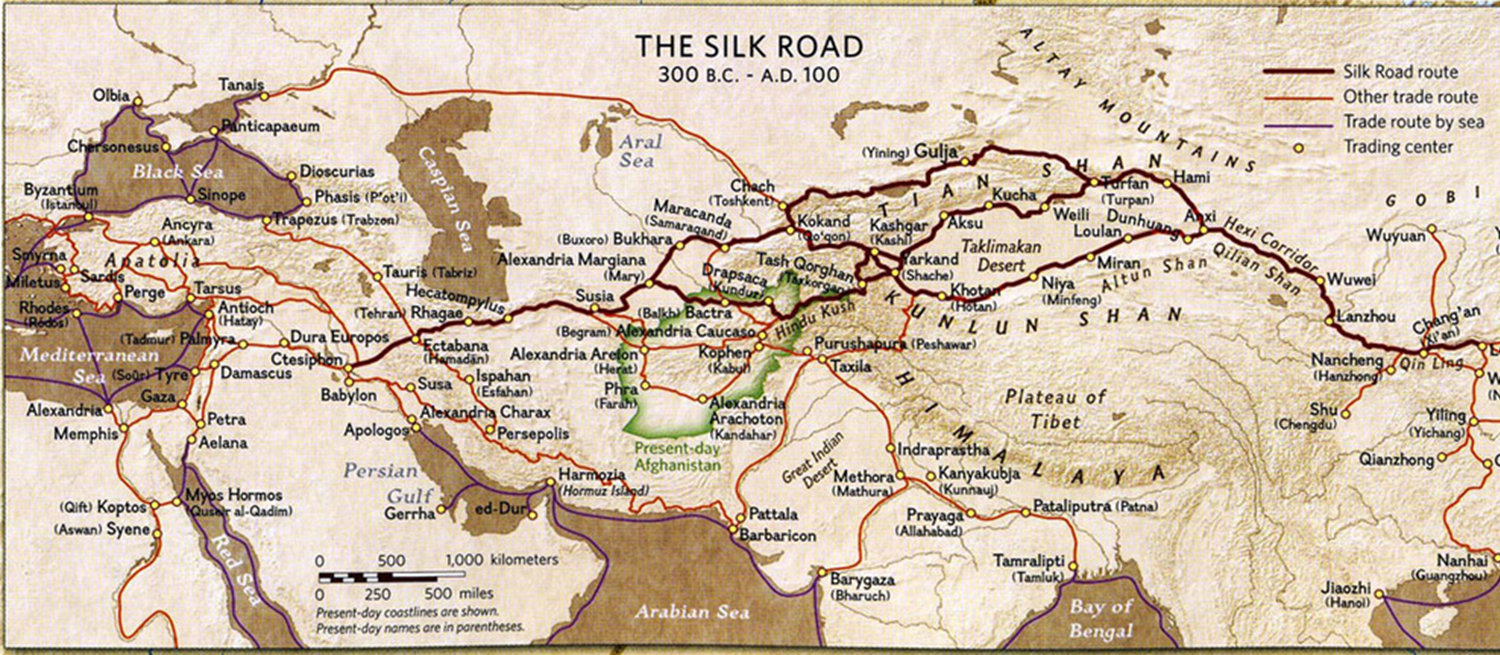 THE SILK ROAD
300 B.C. - A.D. 100
Silk Road route
Other trade route
Trade route by sea
Trading center
ALTAY MOUNTAINS
GOBI
TIAN SHAN
Olbia
Tanais
Panticapaeum
Chersonesus
Black Sea
Dioscurias
Phasis (P'ot'i)
Byzantium
(Istanbul)
Sinope
Trapezus (Trabzon)
Ancyra
(Ankara)
Anatolia
Smyrna
Sardis
Miletus
Perge
Tarsus
Rhodes
(Rodos)
Antioch
(Hatay)
Tauris (Tabriz)
Caspian Sea
Aral
Sea
Hecatompylus
(Tehran) Rhagae
Mediterranean
Sea
(Tadmur) Palmyra
Dura Europos
Ctesiphon
Ectabana
(Hamadan)
(Soûr) Tyre
Damascus
Babylon
Susa
Ispahan
(Esfahan)
Gaza
Alexandria
Memphis
Petra
Aelana
Alexandria Charax
Apologos
Persepolis
Persian
Gulf
Gerrha
ed-Dur
Harmozia
(Hormuz Island)
(Qift) Koptos
Myos Hormos
(Quseir al-Qadim)
(Aswan) Syene
Red Sea
0 500 1,000 kilometers
0 250 500 miles
Present-day coastlines are shown.
Present-day names are in parentheses.
Chach
(Toshkent)
Maracanda
(Samaraqand)
(Buxoro) Bukhara
Kokand
(Qo'qon)
Alexandria Margiana
(Mary)
Susia
Drapsaca
(Kunduz)
Tash Qorghan
(Taxkorgan)
(Balkh) Bactra
Hindu Kush
(Begram) Alexandria Caucaso
Alexandria Areion
(Herat)
Kophen
(Kabul)
Purushapura (Peshawar)
Taxila
Phra
(Farah)
Alexandria
Arachoton
(Kandahar)
Present-day
Afghanistan
(Yining) Gulja
Kashgar
(Kashi)
Aksu
Kucha
Weili
Turfan
(Turpan)
Hami
Yarkand
(Shache)
Taklimakan
Desert
Loulan
Dunhuang
Anxi
Hexi Corridor
Qilian Shan
Khotan
(Hotan)
Niya
(Minfeng)
Miran
Altun Shan
KUNLUN SHAN
Wuyuan
Wuwei
Lanzhou
Chang'an
(Xi'an)
Nancheng
(Hanzhong)
Qin Ling
Shu
(Chengdu)
Yiling
(Yichang)
Qianzhong
Nanhai
(Guangzhou)
Jiaozhi
(Hanoi)
Plateau of
Tibet
HIMALAYA
Great Indian
Desert
Indraprastha
Methora
(Mathura)
Kanyakubja
(Kunnauj)
Prayaga
(Allahabad)
Pataliputra (Patna)
Tamralipti
(Tamluk)
Pattala
Barbaricon
Barygaza
(Bharuch)
Arabian Sea
Bay of
Bengal